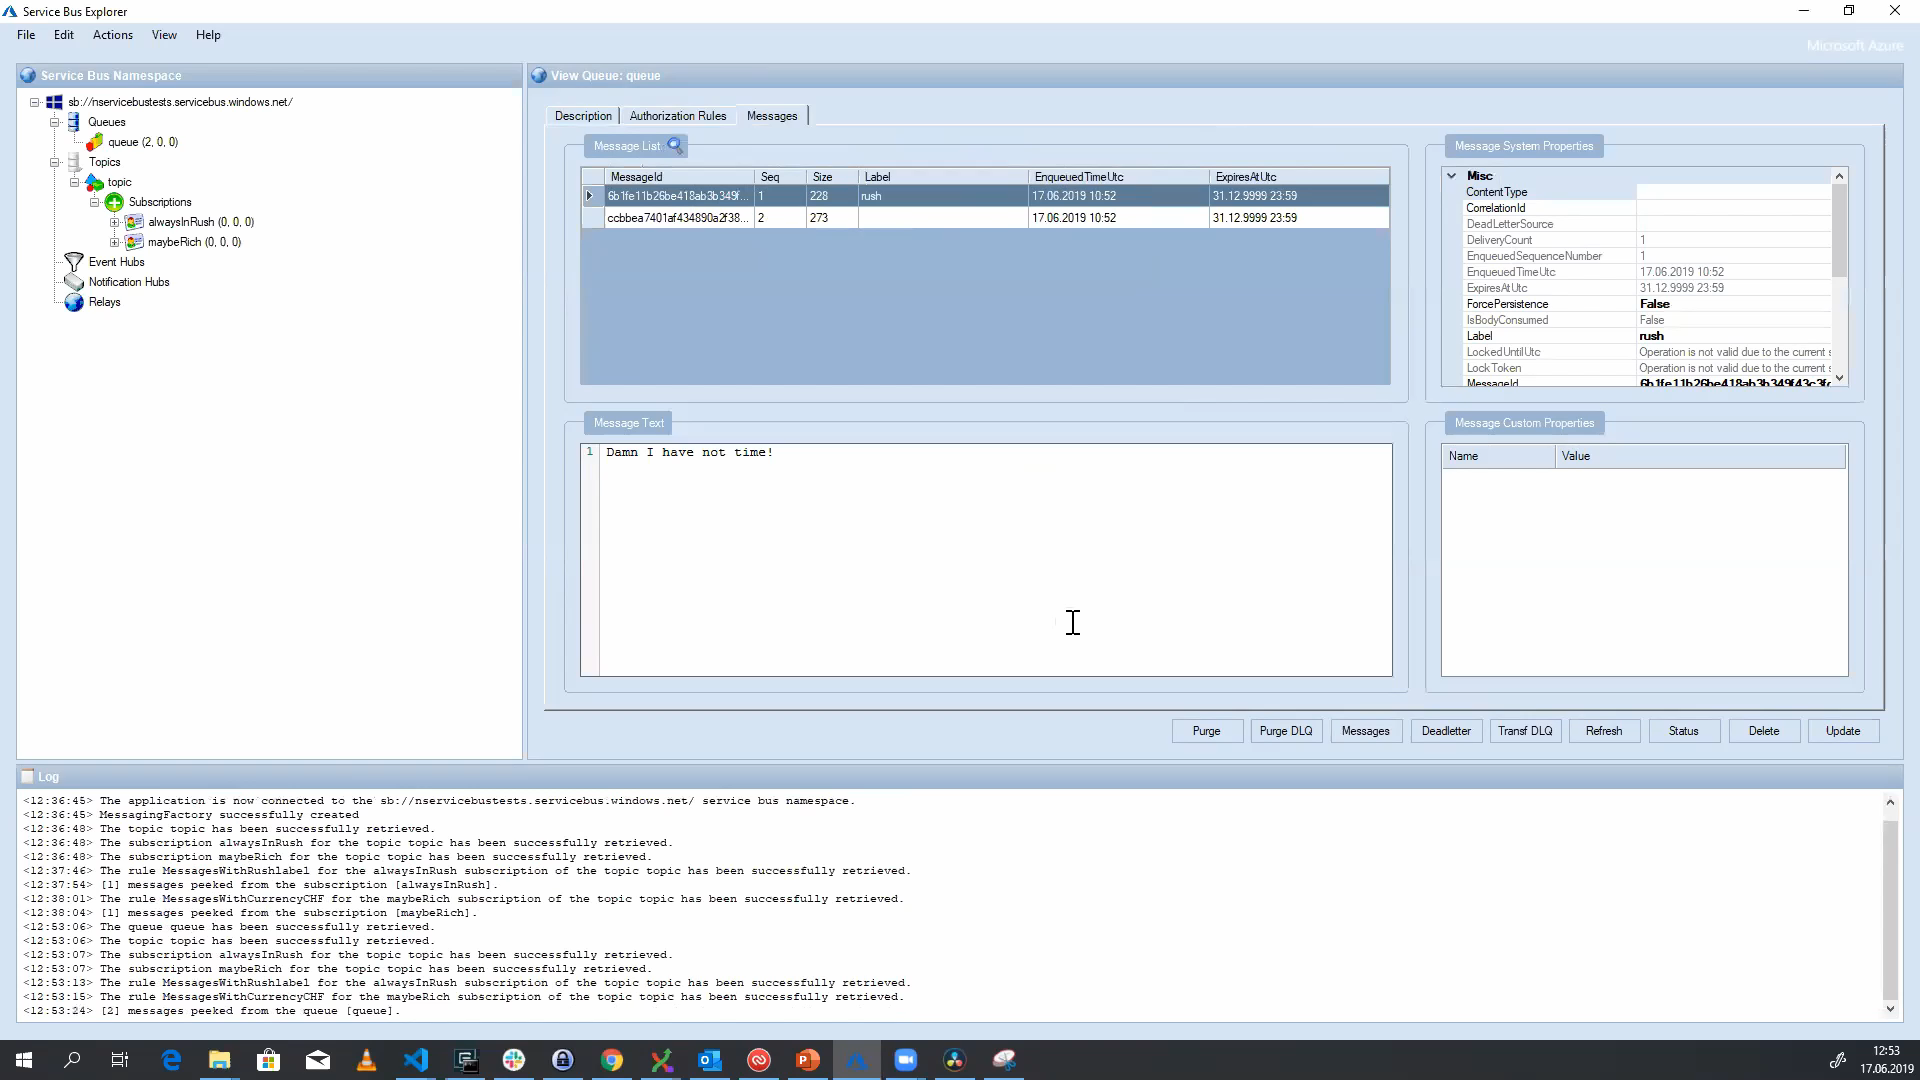 Service Bus Explorer
File Edit Actions View Help
Microsoft Azure
Service Bus Namespace
sb://nservicebustests.servicebus.windows.net/
Queues
queue (2, 0, 0)
Topics
topic
Subscriptions
alwaysInRush (0, 0, 0)
maybeRich (0, 0, 0)
Event Hubs
Notification Hubs
Relays
View Queue: queue
Description Authorization Rules Messages
Message List
MessageId Seq Size Label EnqueuedTimeUtc ExpiresAtUtc
6b1fe11b26be418ab3b349f... 1 228 rush 17.06.2019 10:52 31.12.9999 23:59
ccbbea7401af434890a2f38... 2 273 17.06.2019 10:52 31.12.9999 23:59
Message System Properties
Misc
ContentType
CorrelationId
DeadLetterSource
DeliveryCount 1
EnqueuedSequenceNumber 1
EnqueuedTimeUtc 17.06.2019 10:52
ExpiresAtUtc 31.12.9999 23:59
ForcePersistence False
IsBodyConsumed False
Label rush
LockedUntilUtc Operation is not valid due to the current s
LockToken Operation is not valid due to the current s
MessageId 6b1fe11b26be418ab3b349f43c3f
Message Text
1 Damn I have not time!
Message Custom Properties
Name Value
Purge Purge DLQ Messages Deadletter Transf DLQ Refresh Status Delete Update
Log
<12:36:45> The application is now connected to the sb://nservicebustests.servicebus.windows.net/ service bus namespace.
<12:36:45> MessagingFactory successfully created
<12:36:48> The topic topic has been successfully retrieved.
<12:36:48> The subscription alwaysInRush for the topic topic has been successfully retrieved.
<12:36:48> The subscription maybeRich for the topic topic has been successfully retrieved.
<12:37:46> The rule MessagesWithRushlabel for the alwaysInRush subscription of the topic topic has been successfully retrieved.
<12:37:54> [1] messages peeked from the subscription [alwaysInRush].
<12:38:01> The rule MessagesWithCurrencyCHF for the maybeRich subscription of the topic topic has been successfully retrieved.
<12:38:04> [1] messages peeked from the subscription [maybeRich].
<12:53:06> The queue queue has been successfully retrieved.
<12:53:06> The topic topic has been successfully retrieved.
<12:53:07> The subscription alwaysInRush for the topic topic has been successfully retrieved.
<12:53:07> The subscription maybeRich for the topic topic has been successfully retrieved.
<12:53:13> The rule MessagesWithRushlabel for the alwaysInRush subscription of the topic topic has been successfully retrieved.
<12:53:15> The rule MessagesWithCurrencyCHF for the maybeRich subscription of the topic topic has been successfully retrieved.
<12:53:24> [2] messages peeked from the queue [queue].
12:53
17.06.2019